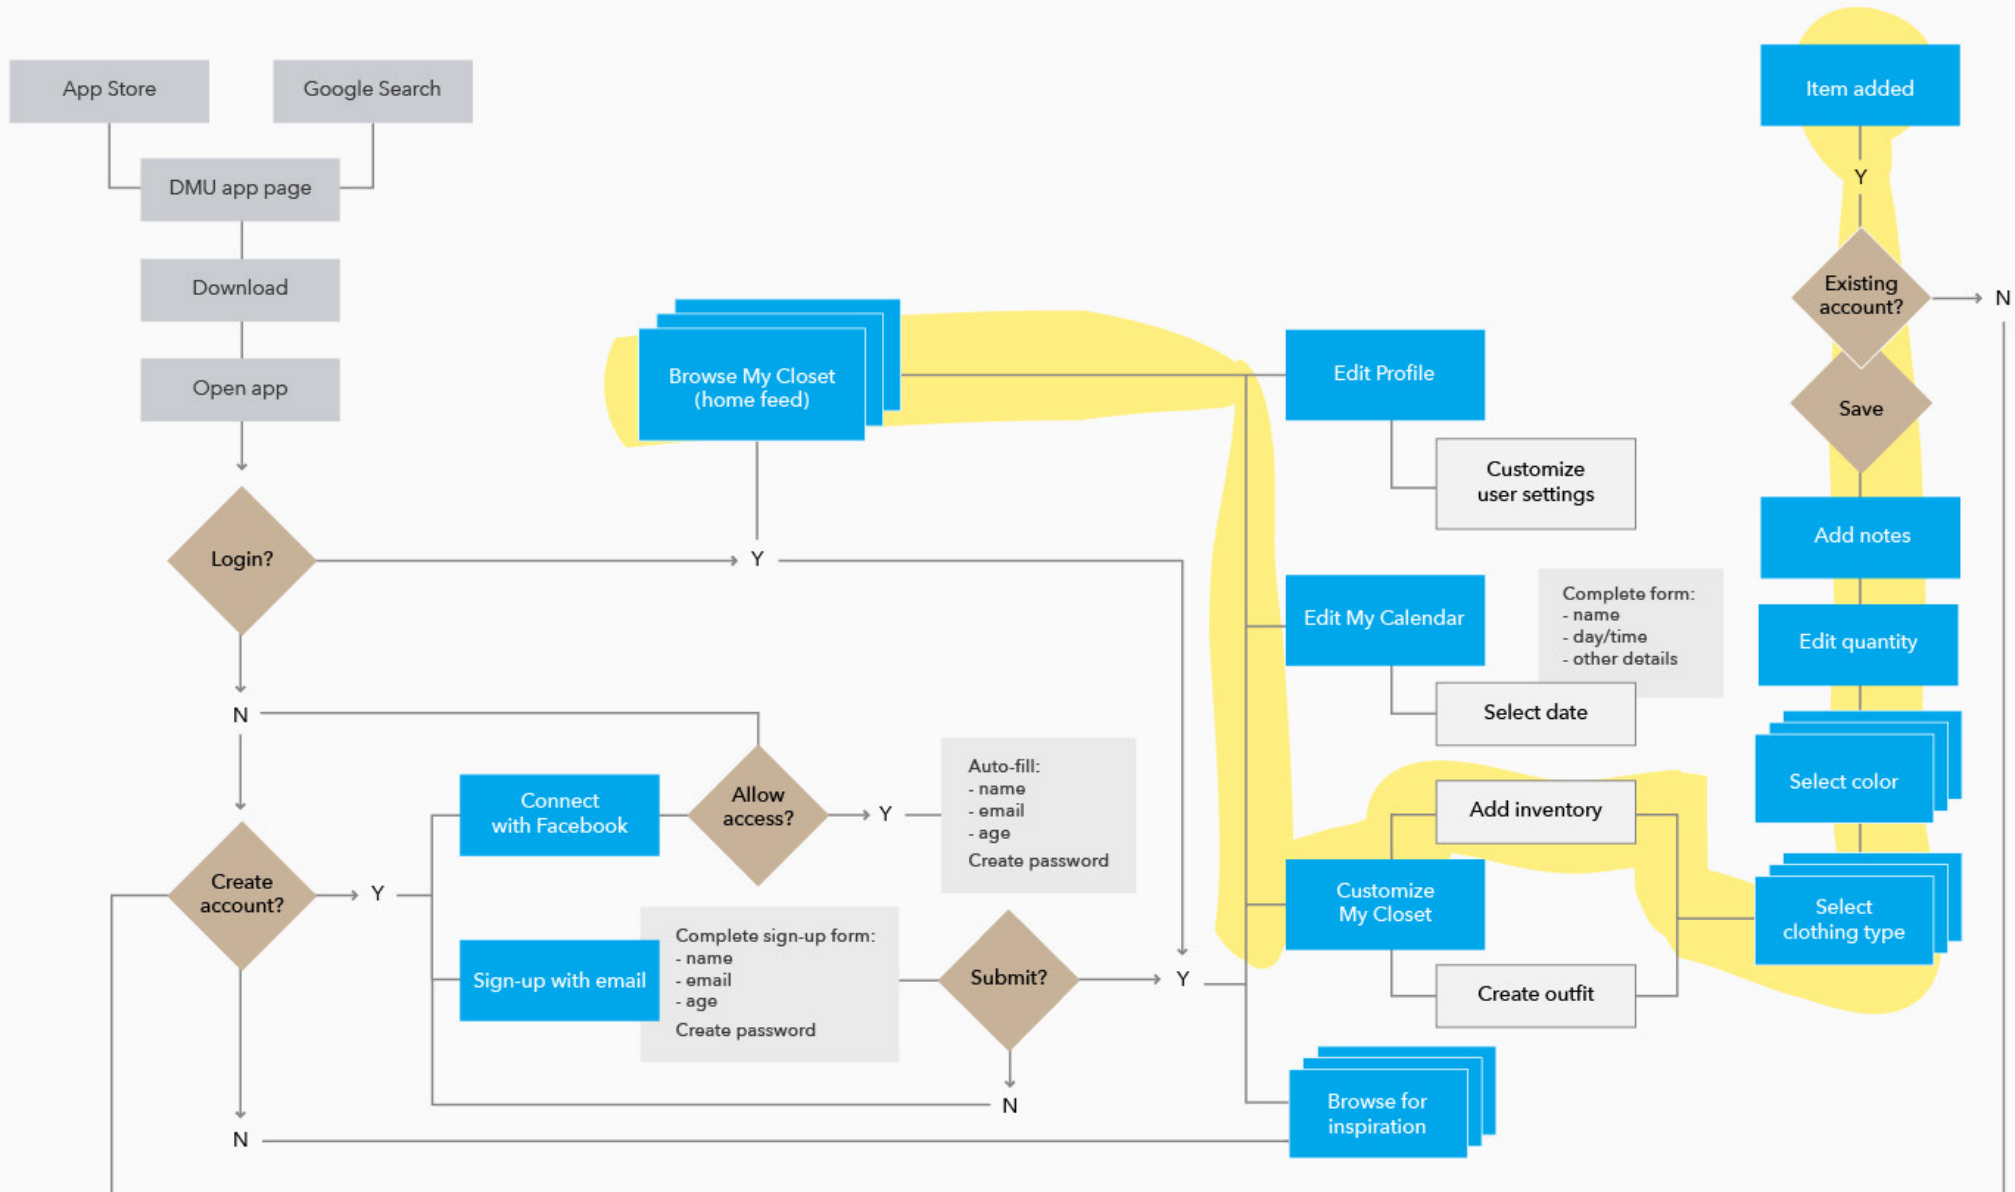 App Store
Google Search
DMU app page
Download
Open app
Login?
Y
N
Create
account?
Y
N
Connect
with Facebook
Allow
access?
Y
Auto-fill:
- name
- email
- age
Create password
Sign-up with email
Complete sign-up form:
- name
- email
- age
Create password
Submit?
Y
N
Browse My Closet
(home feed)
Edit Profile
Customize
user settings
Edit My Calendar
Complete form:
- name
- day/time
- other details
Select date
Customize
My Closet
Add inventory
Create outfit
Browse for
inspiration
Item added
Y
Existing
account?
N
Save
Add notes
Edit quantity
Select color
Select
clothing type